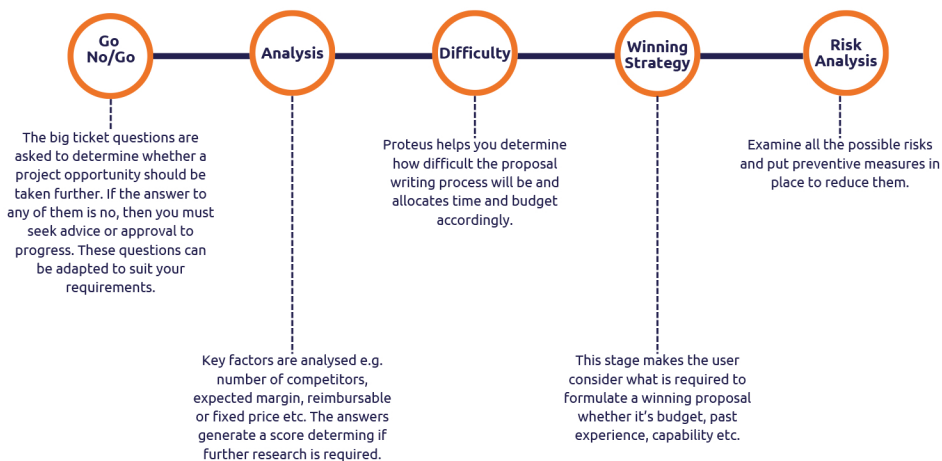 Go
No/Go
Analysis
Difficulty
Winning
Strategy
Risk
Analysis
The big ticket questions are
asked to determine whether a
project opportunity should be
taken further. If the answer to
any of them is no, then you must
seek advice or approval to
progress. These questions can
be adapted to suit your
requirements.
Key factors are analysed e.g.
number of competitors,
expected margin, reimbursable
or fixed price etc. The answers
generate a score determing if
further research is required.
Proteus helps you determine
how difficult the proposal
writing process will be and
allocates time and budget
accordingly.
This stage makes the user
consider what is required to
formulate a winning proposal
whether it’s budget, past
experience, capability etc.
Examine all the possible risks
and put preventive measures in
place to reduce them.